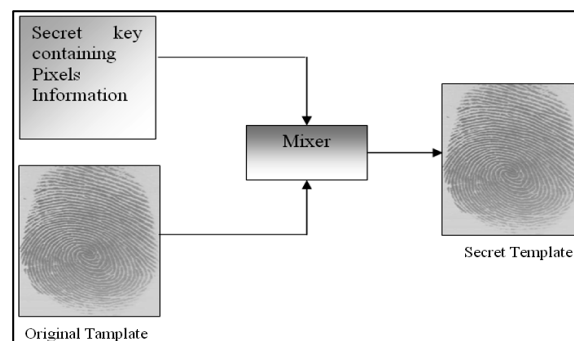 Secret key
containing
Pixels
Information
Mixer
Secret Template
Original Tamplate